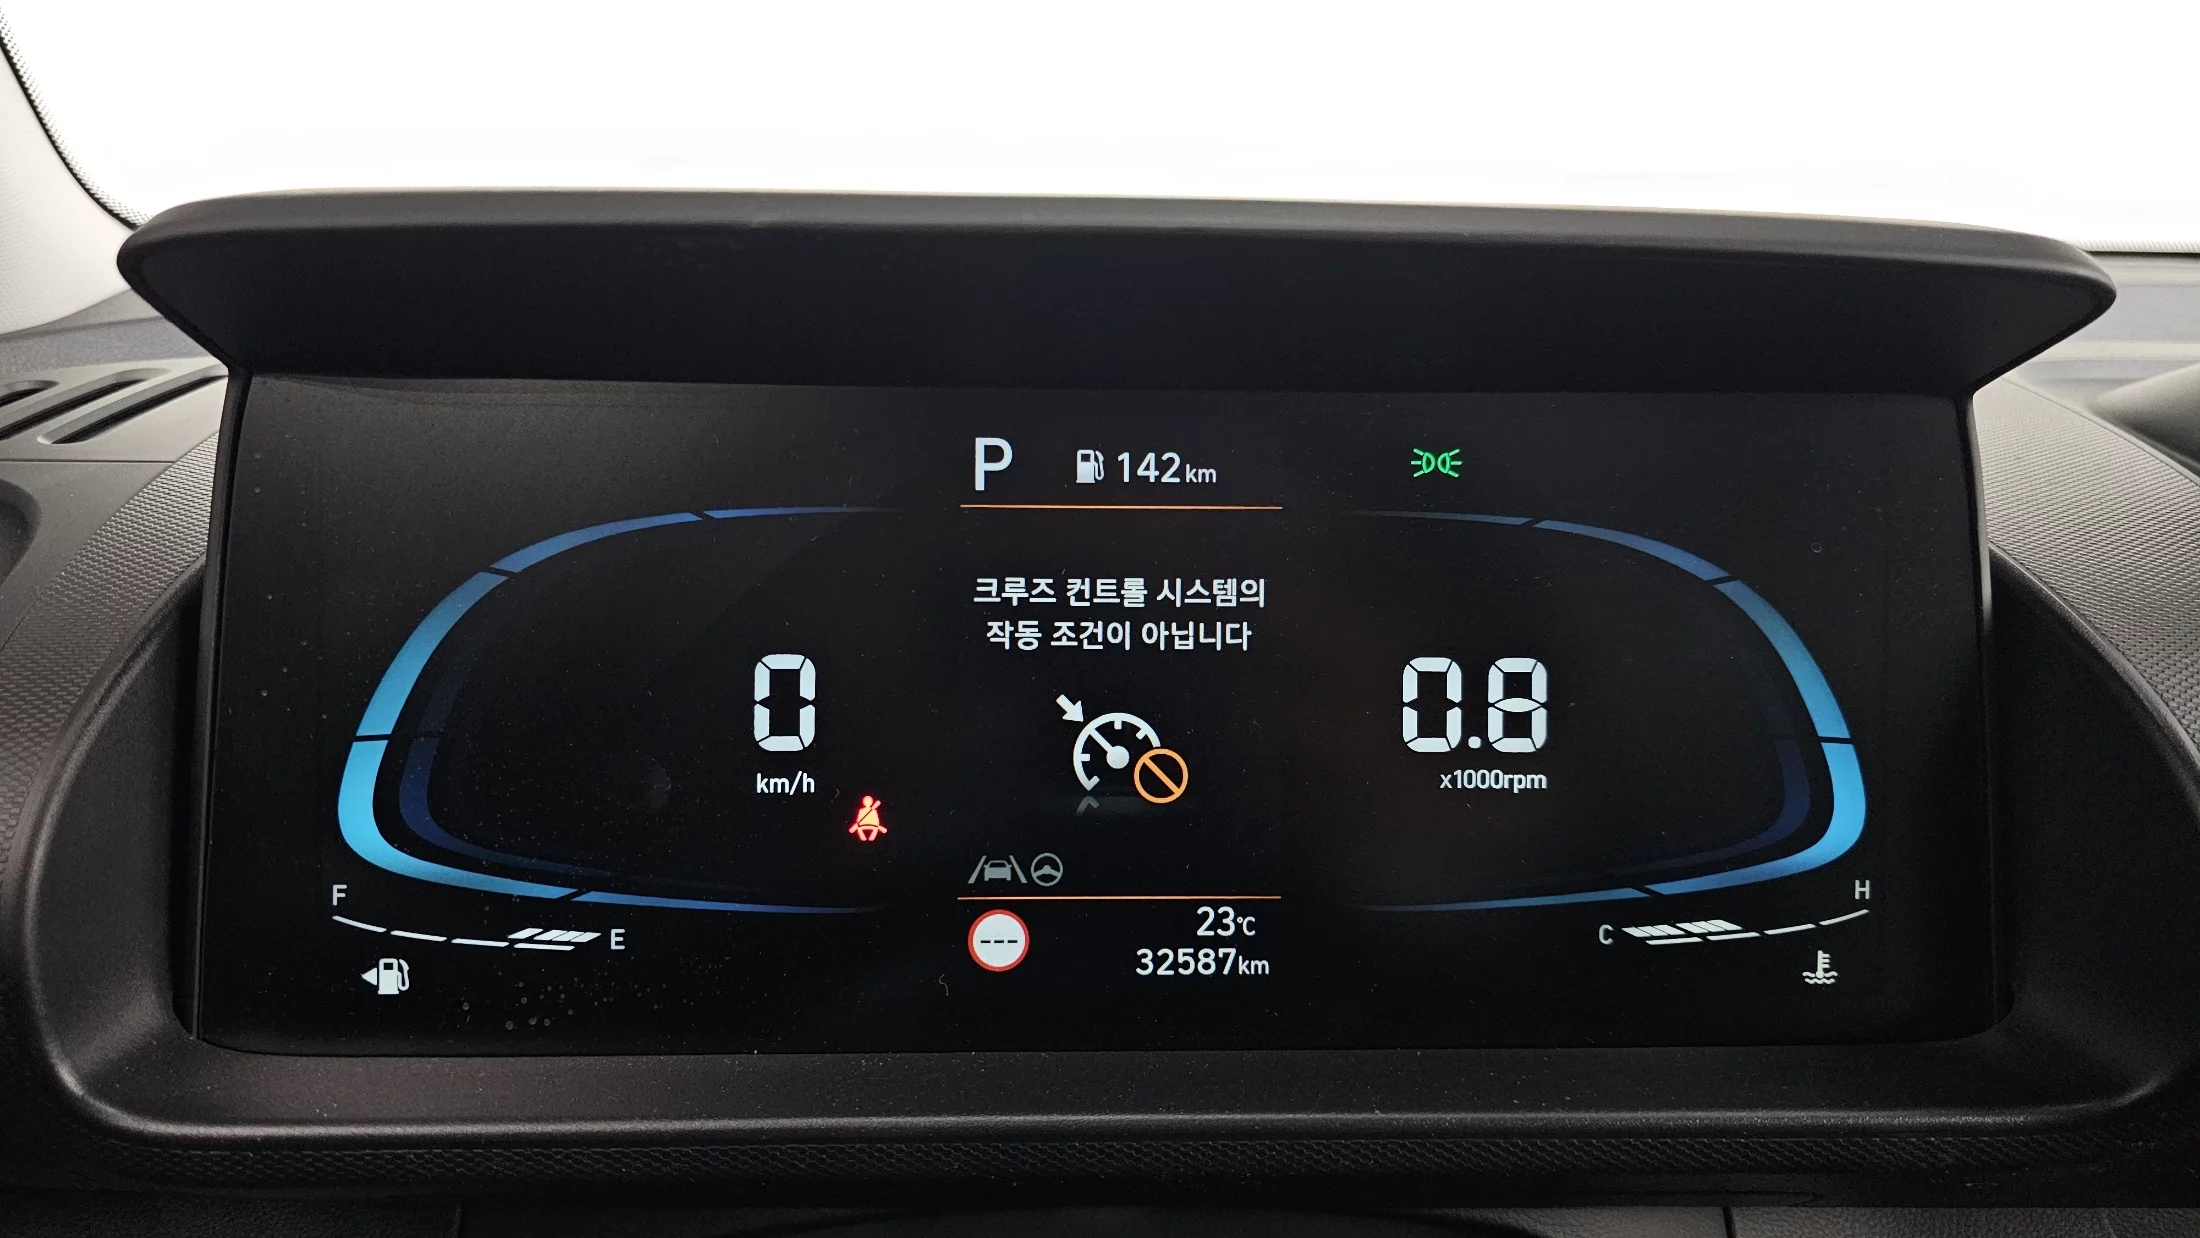 P 142km
크루즈 컨트롤 시스템의
작동 조건이 아닙니다
0
km/h
0.8
x1000rpm
F
E
---
23℃
32587km
C
H